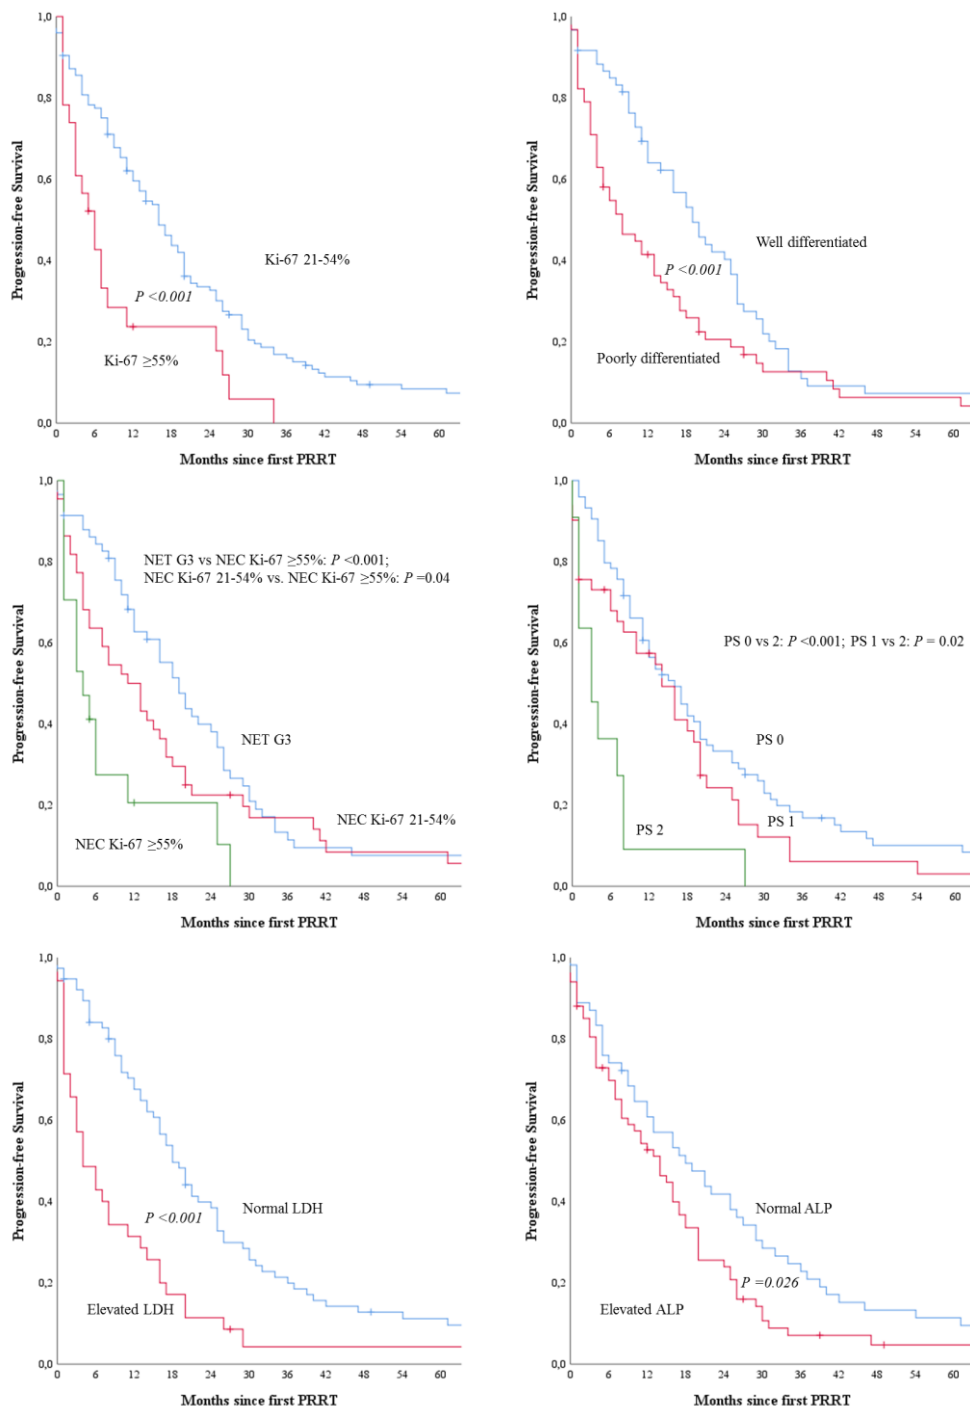 1,0
0,8
0,6
0,4
0,2
0,0
Progression-free Survival
Ki-67 21-54%
P <0.001
Ki-67 ≥55%
0 6 12 18 24 30 36 42 48 54 60
Months since first PRRT
1,0
0,8
0,6
0,4
0,2
0,0
Progression-free Survival
Well differentiated
P <0.001
Poorly differentiated
0 6 12 18 24 30 36 42 48 54 60
Months since first PRRT
1,0
0,8
0,6
0,4
0,2
0,0
Progression-free Survival
NET G3 vs NEC Ki-67 ≥55%: P <0.001;
NEC Ki-67 21-54% vs. NEC Ki-67 ≥55%: P =0.04
NET G3
NEC Ki-67 21-54%
NEC Ki-67 ≥55%
0 6 12 18 24 30 36 42 48 54 60
Months since first PRRT
1,0
0,8
0,6
0,4
0,2
0,0
Progression-free Survival
PS 0 vs 2: P <0.001; PS 1 vs 2: P = 0.02
PS 0
PS 2
PS 1
0 6 12 18 24 30 36 42 48 54 60
Months since first PRRT
1,0
0,8
0,6
0,4
0,2
0,0
Progression-free Survival
Normal LDH
P <0.001
Elevated LDH
0 6 12 18 24 30 36 42 48 54 60
Months since first PRRT
1,0
0,8
0,6
0,4
0,2
0,0
Progression-free Survival
Normal ALP
P =0.026
Elevated ALP
0 6 12 18 24 30 36 42 48 54 60
Months since first PRRT